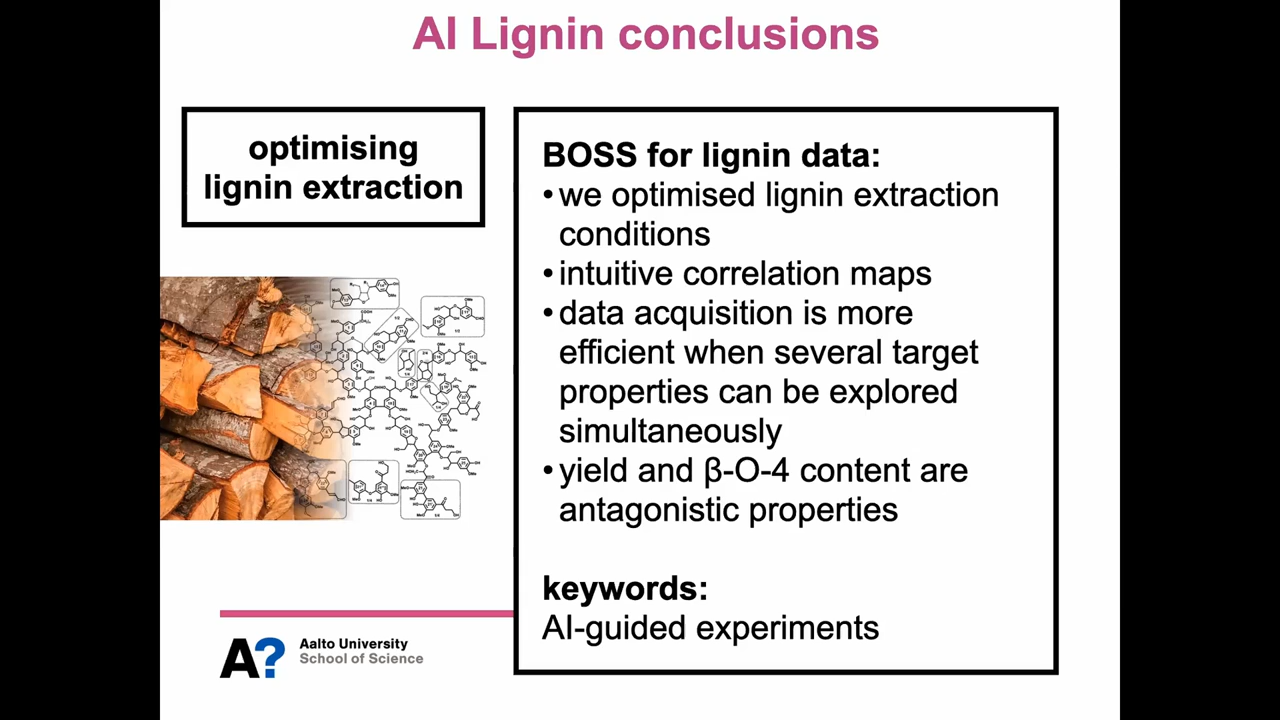 AI Lignin conclusions
optimising
lignin extraction
BOSS for lignin data:
•we optimised lignin extraction
conditions
•intuitive correlation maps
•data acquisition is more
efficient when several target
properties can be explored
simultaneously
•yield and β-O-4 content are
antagonistic properties
keywords:
AI-guided experiments
A?
Aalto University
School of Science